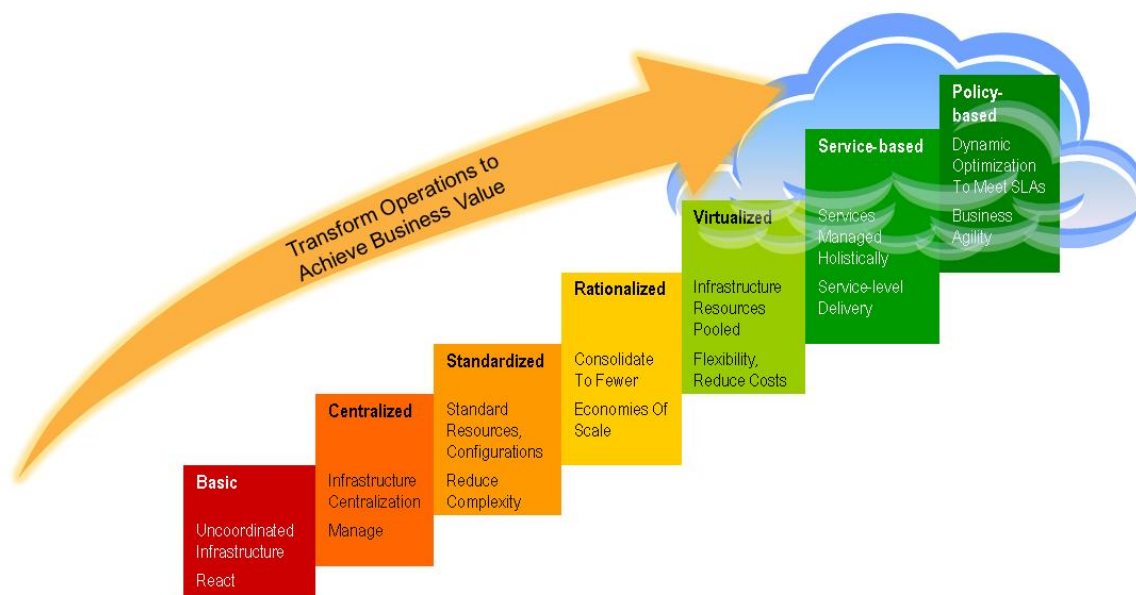 Transform Operations to
Achieve Business Value
Basic
Uncoordinated
Infrastructure
React
Centralized
Infrastructure
Centralization
Manage
Standardized
Standard
Resources,
Configurations
Reduce
Complexity
Rationalized
Consolidate
To Fewer
Economies Of
Scale
Virtualized
Infrastructure
Resources
Pooled
Flexibility,
Reduce Costs
Service-based
Services
Managed
Holistically
Service-level
Delivery
Policy-
based
Dynamic
Optimization
To Meet SLAs
Business
Agility